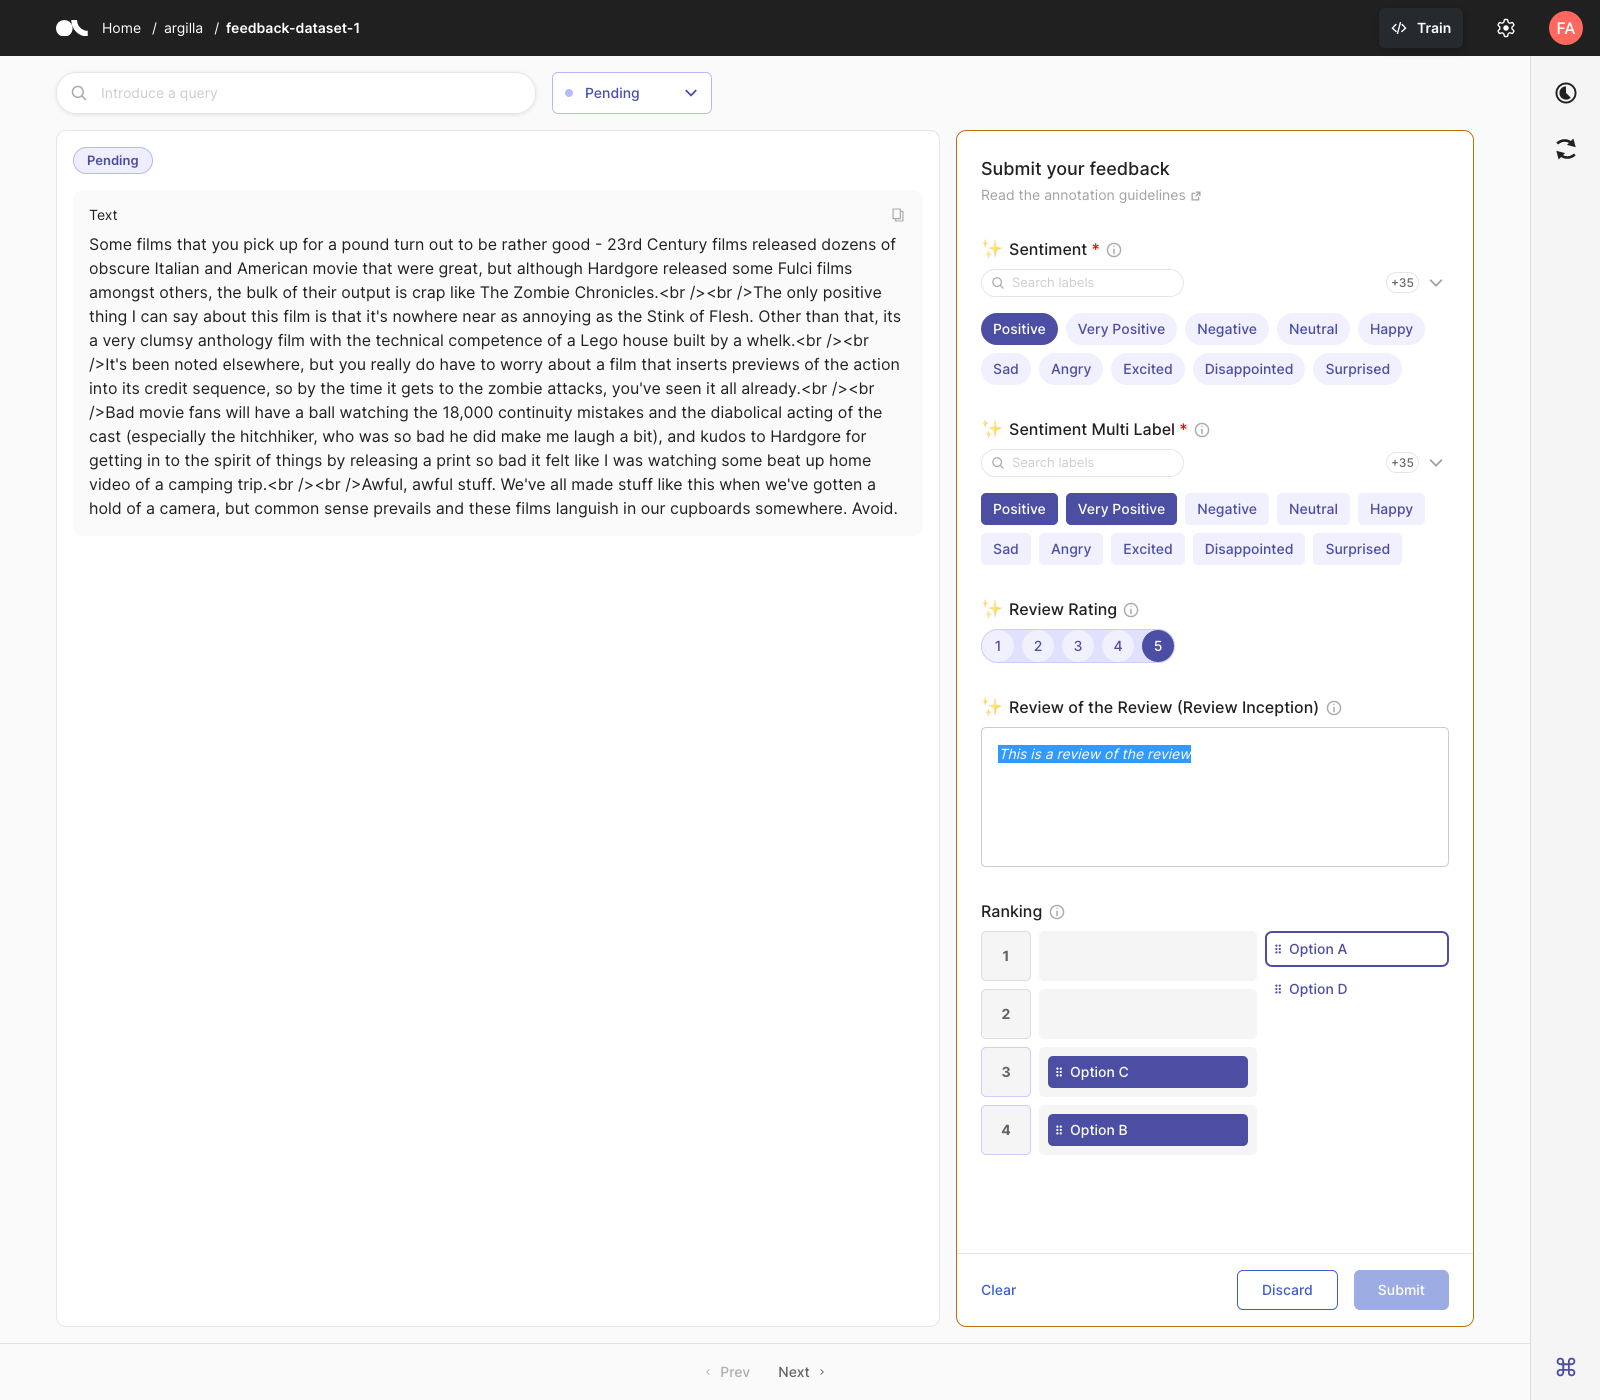 Home / argilla / feedback-dataset-1
Train
FA
Introduce a query
Pending
Pending
Text
Some films that you pick up for a pound turn out to be rather good - 23rd Century films released dozens of
obscure Italian and American movie that were great, but although Hardgore released some Fulci films
amongst others, the bulk of their output is crap like The Zombie Chronicles.<br /><br />The only positive
thing I can say about this film is that it's nowhere near as annoying as the Stink of Flesh. Other than that, its
a very clumsy anthology film with the technical competence of a Lego house built by a whelk.<br /><br
/>It's been noted elsewhere, but you really do have to worry about a film that inserts previews of the action
into its credit sequence, so by the time it gets to the zombie attacks, you've seen it all already.<br /><br
/>Bad movie fans will have a ball watching the 18,000 continuity mistakes and the diabolical acting of the
cast (especially the hitchhiker, who was so bad he did make me laugh a bit), and kudos to Hardgore for
getting in to the spirit of things by releasing a print so bad it felt like I was watching some beat up home
video of a camping trip.<br /><br />Awful, awful stuff. We've all made stuff like this when we've gotten a
hold of a camera, but common sense prevails and these films languish in our cupboards somewhere. Avoid.
Submit your feedback
Read the annotation guidelines
Sentiment *
Search labels
+35
Positive Very Positive Negative Neutral Happy
Sad Angry Excited Disappointed Surprised
Sentiment Multi Label *
Search labels
+35
Positive Very Positive Negative Neutral Happy
Sad Angry Excited Disappointed Surprised
Review Rating
1 2 3 4 5
Review of the Review (Review Inception)
This is a review of the review
Ranking
1
2
3 Option C
4 Option B
Option A
Option D
Clear
Discard
Submit
Prev
Next